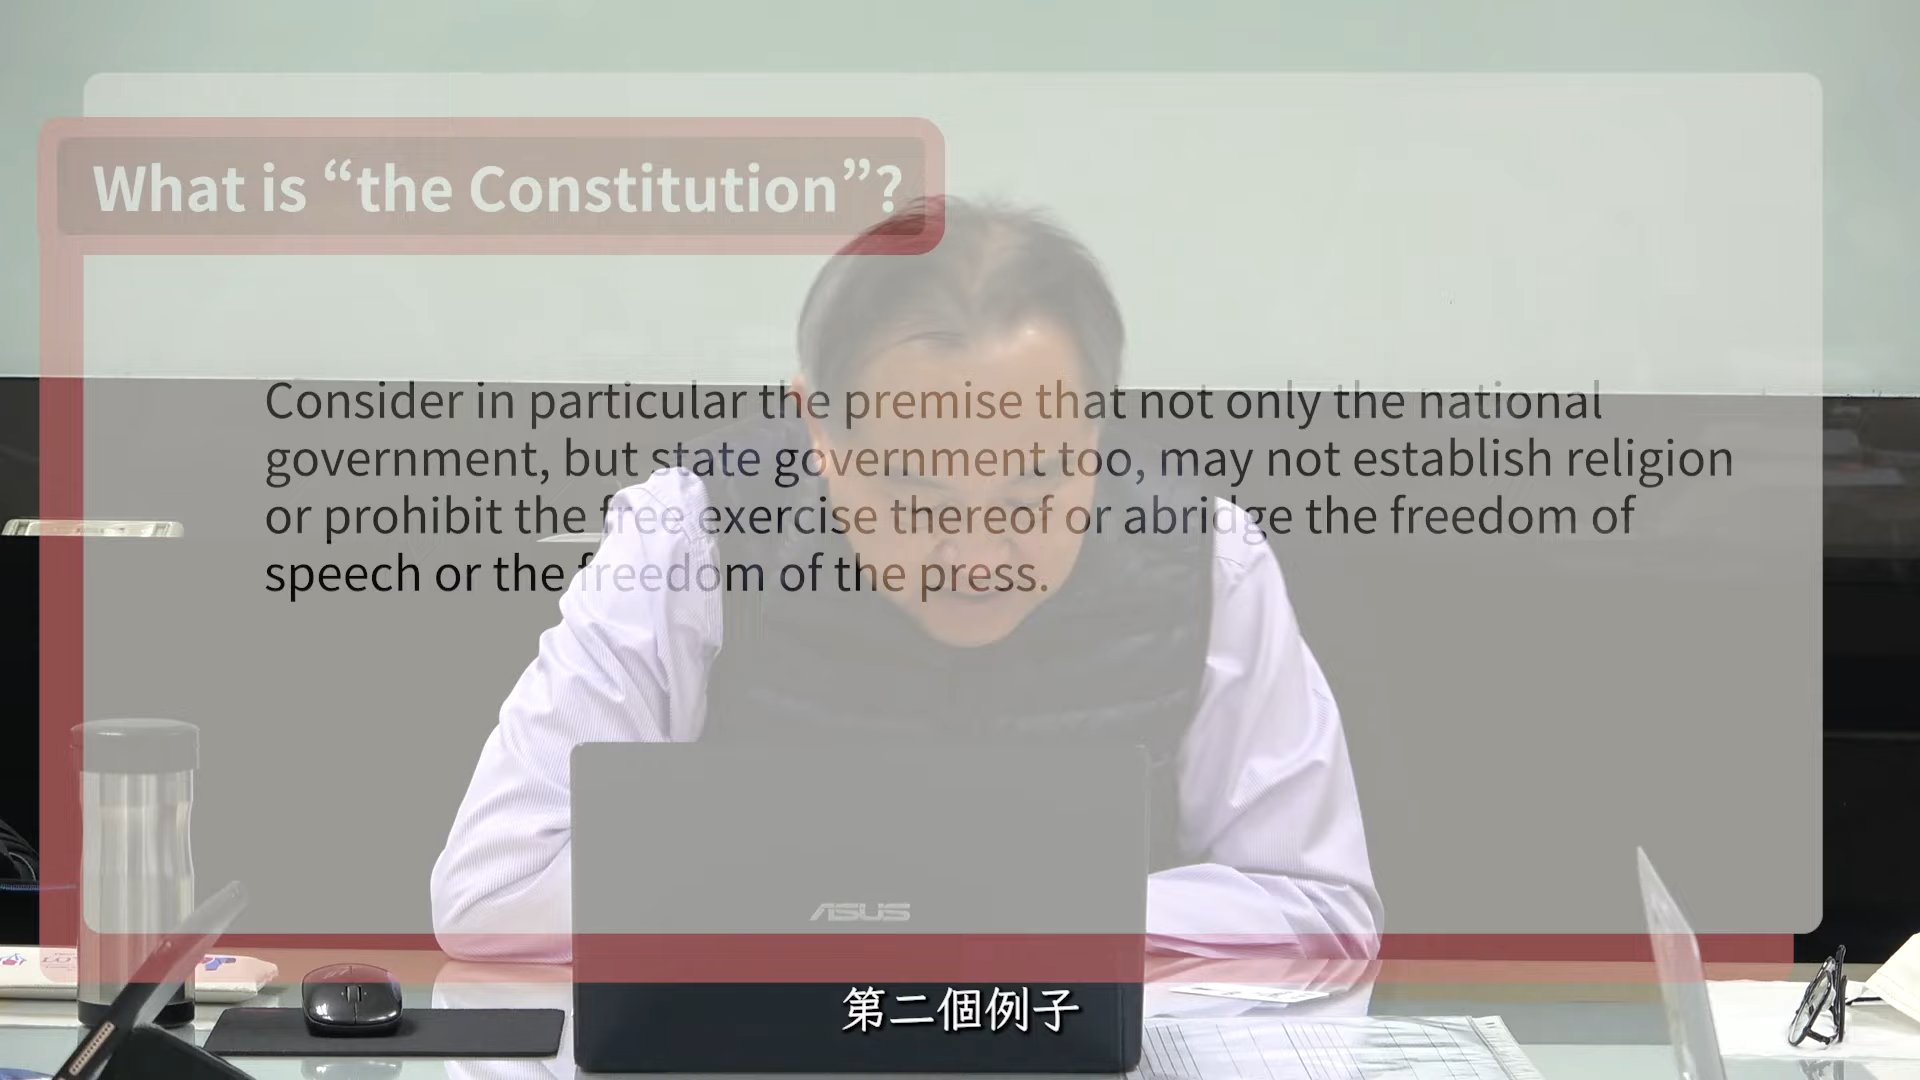 What is “the Constitution”?
Consider in particular the premise that not only the national
government, but state government too, may not establish religion
or prohibit the free exercise thereof or abridge the freedom of
speech or the freedom of the press.
ASUS
第二個例子